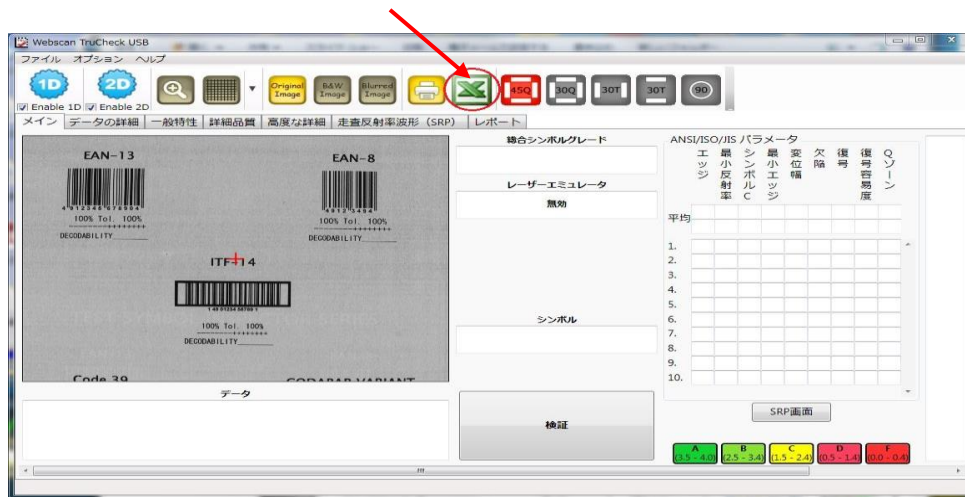 Webscan TruCheck USB
ファイル オプション ヘルプ
1D 2D Original Image B&W Image Blurred Image 45Q 30Q 30T 30T 90
Enable 1D Enable 2D
メイン データの詳細 一般特性 詳細品質 高度な詳細 走査反射率波形（SRP） レポート
EAN-13
EAN-8
100% Tol. 100%
DECODABILITY
100% Tol. 100%
DECODABILITY
ITF-14
100% Tol. 100%
DECODABILITY
Code 39
CODABAR VARIANT
データ
総合シンボルグレード
レーザーエミュレータ
無効
シンボル
検証
ANSI/ISO/JIS パラメータ
エッジ
最小反射率
シンボルC
最小エッジ
変位幅
欠陥
復号
復号容易度
Qゾーン
平均
1.
2.
3.
4.
5.
6.
7.
8.
9.
10.
SRP画面
A (3.5 - 4.0)
B (2.5 - 3.4)
C (1.5 - 2.4)
D (0.5 - 1.4)
F (0.0 - 0.4)